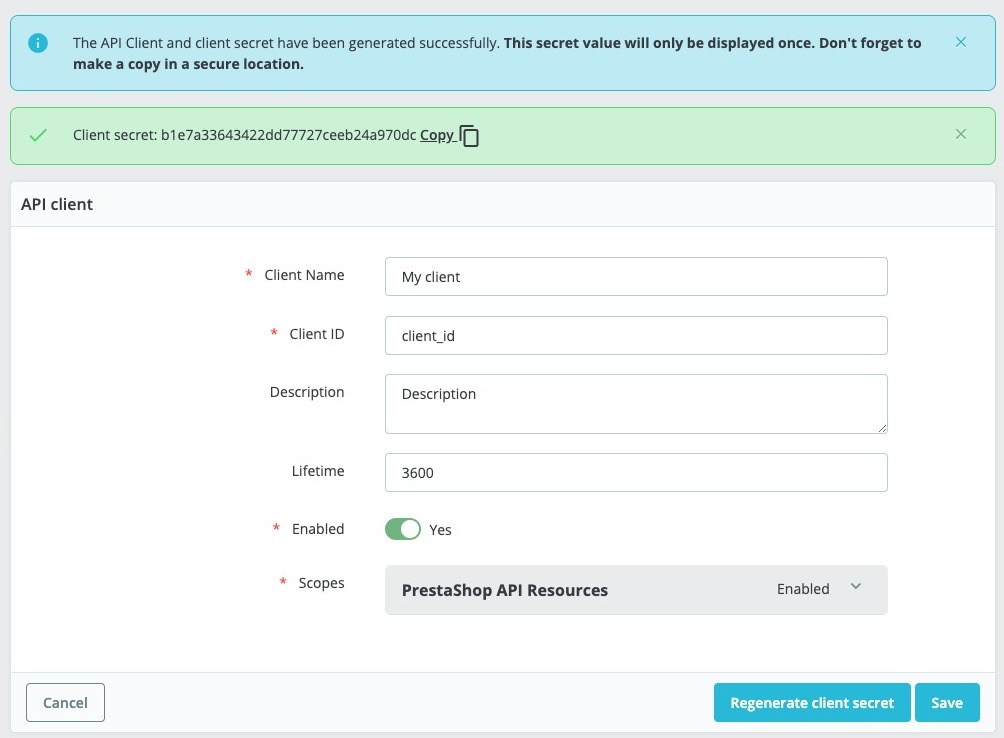 The API Client and client secret have been generated successfully. This secret value will only be displayed once. Don't forget to
make a copy in a secure location.
Client secret: b1e7a33643422dd77727ceeb24a970dc Copy
API client
* Client Name
My client
* Client ID
client_id
Description
Description
Lifetime
3600
* Enabled
Yes
* Scopes
PrestaShop API Resources Enabled
Cancel
Regenerate client secret
Save